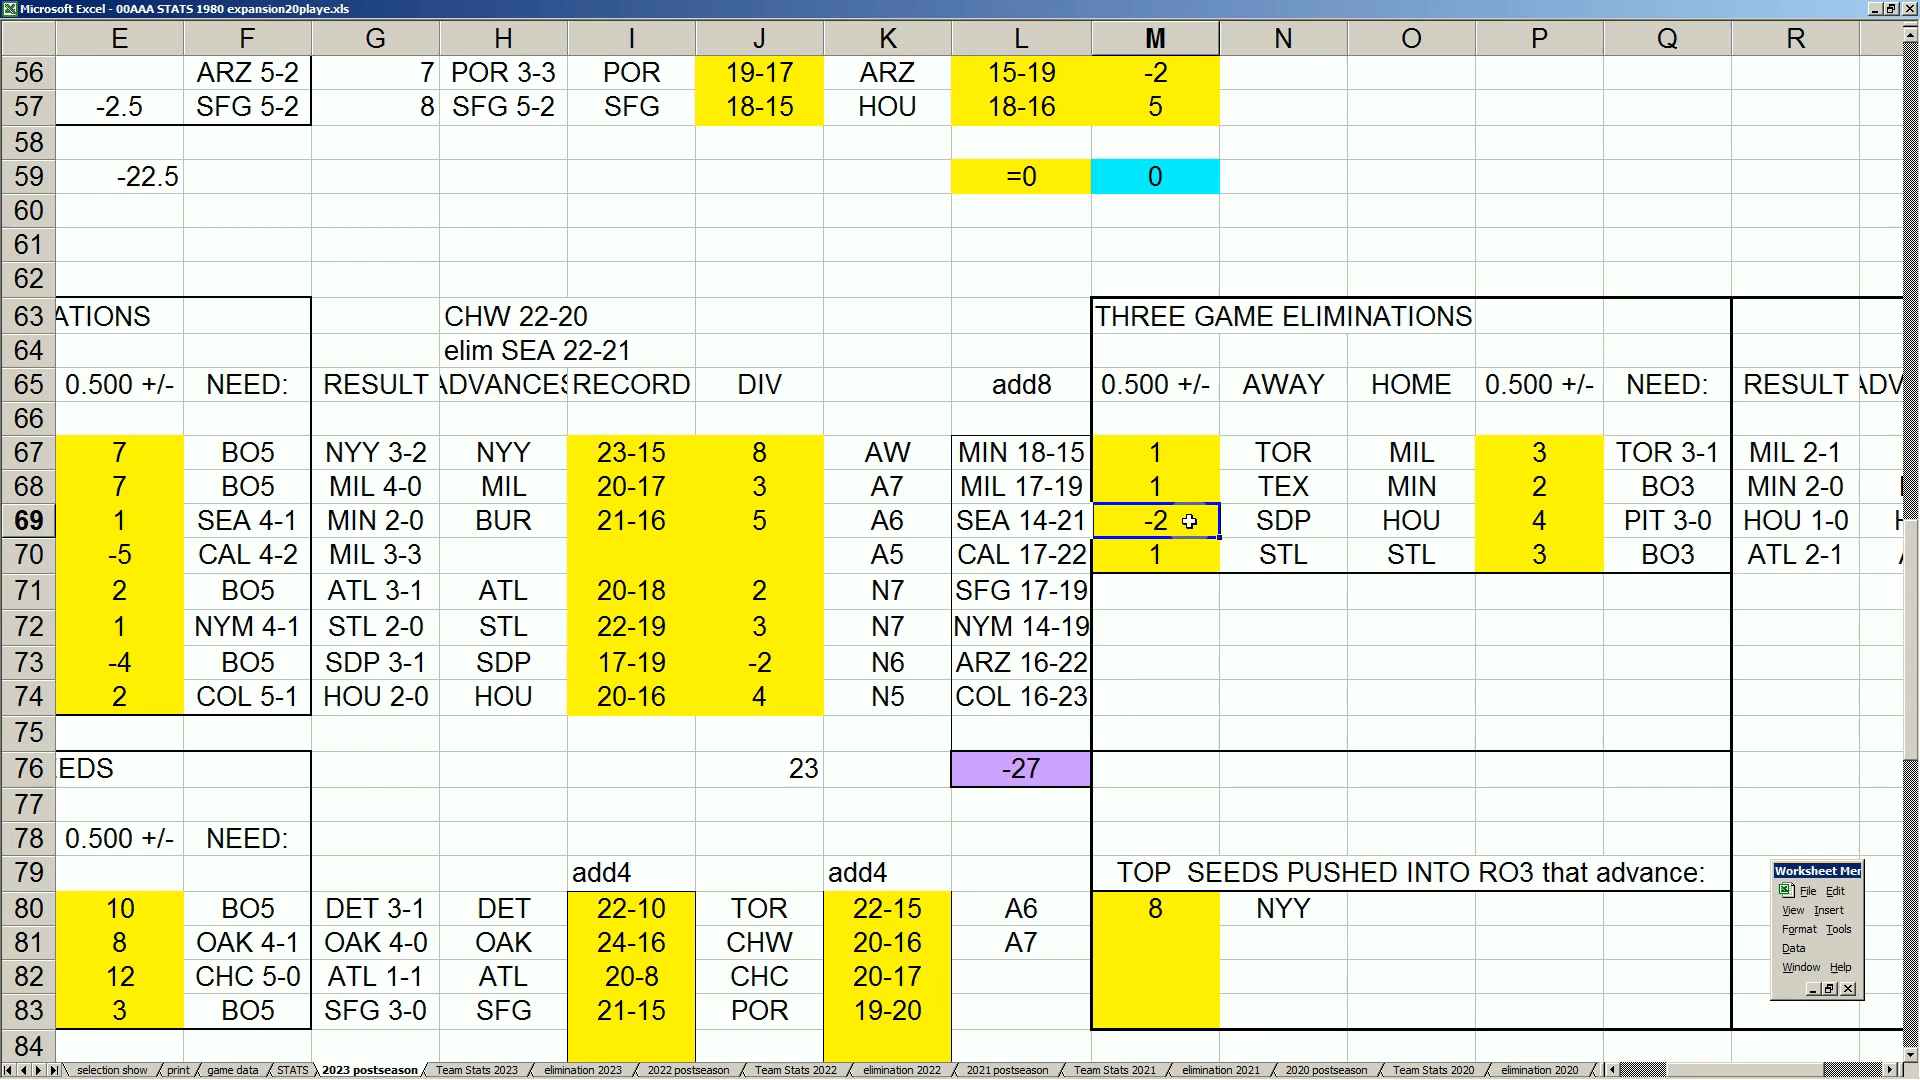 Microsoft Excel - 00AAA STATS 1980 expansion20playe.xls
E F G H I J K L M N O P Q R
56 ARZ 5-2 7 POR 3-3 POR 19-17 ARZ 15-19 -2
57 -2.5 SFG 5-2 8 SFG 5-2 SFG 18-15 HOU 18-16 5
58
59 -22.5 =0 0
60
61
62
63 ATIONS CHW 22-20 THREE GAME ELIMINATIONS
64 elim SEA 22-21
65 0.500 +/- NEED: RESULT ADVANCES RECORD DIV add8 0.500 +/- AWAY HOME 0.500 +/- NEED: RESULT ADV
66
67 7 BO5 NYY 3-2 NYY 23-15 8 AW MIN 18-15 1 TOR MIL 3 TOR 3-1 MIL 2-1
68 7 BO5 MIL 4-0 MIL 20-17 3 A7 MIL 17-19 1 TEX MIN 2 BO3 MIN 2-0
69 1 SEA 4-1 MIN 2-0 BUR 21-16 5 A6 SEA 14-21 -2 SDP HOU 4 PIT 3-0 HOU 1-0
70 -5 CAL 4-2 MIL 3-3 A5 CAL 17-22 1 STL STL 3 BO3 ATL 2-1
71 2 BO5 ATL 3-1 ATL 20-18 2 N7 SFG 17-19
72 1 NYM 4-1 STL 2-0 STL 22-19 3 N7 NYM 14-19
73 -4 BO5 SDP 3-1 SDP 17-19 -2 N6 ARZ 16-22
74 2 COL 5-1 HOU 2-0 HOU 20-16 4 N5 COL 16-23
75
76 EDS 23 -27
77
78 0.500 +/- NEED:
79 add4 add4 TOP SEEDS PUSHED INTO RO3 that advance:
80 10 BO5 DET 3-1 DET 22-10 TOR 22-15 A6 8 NYY
81 8 OAK 4-1 OAK 4-0 OAK 24-16 CHW 20-16 A7
82 12 CHC 5-0 ATL 1-1 ATL 20-8 CHC 20-17
83 3 BO5 SFG 3-0 SFG 21-15 POR 19-20
84
Worksheet Mer
File Edit
View Insert
Format Tools
Data
Window Help
selection show print game data STATS 2023 postseason Team Stats 2023 elimination 2023 2022 postseason Team Stats 2022 elimination 2022 2021 postseason Team Stats 2021 elimination 2021 2020 postseason Team Stats 2020 elimination 2020